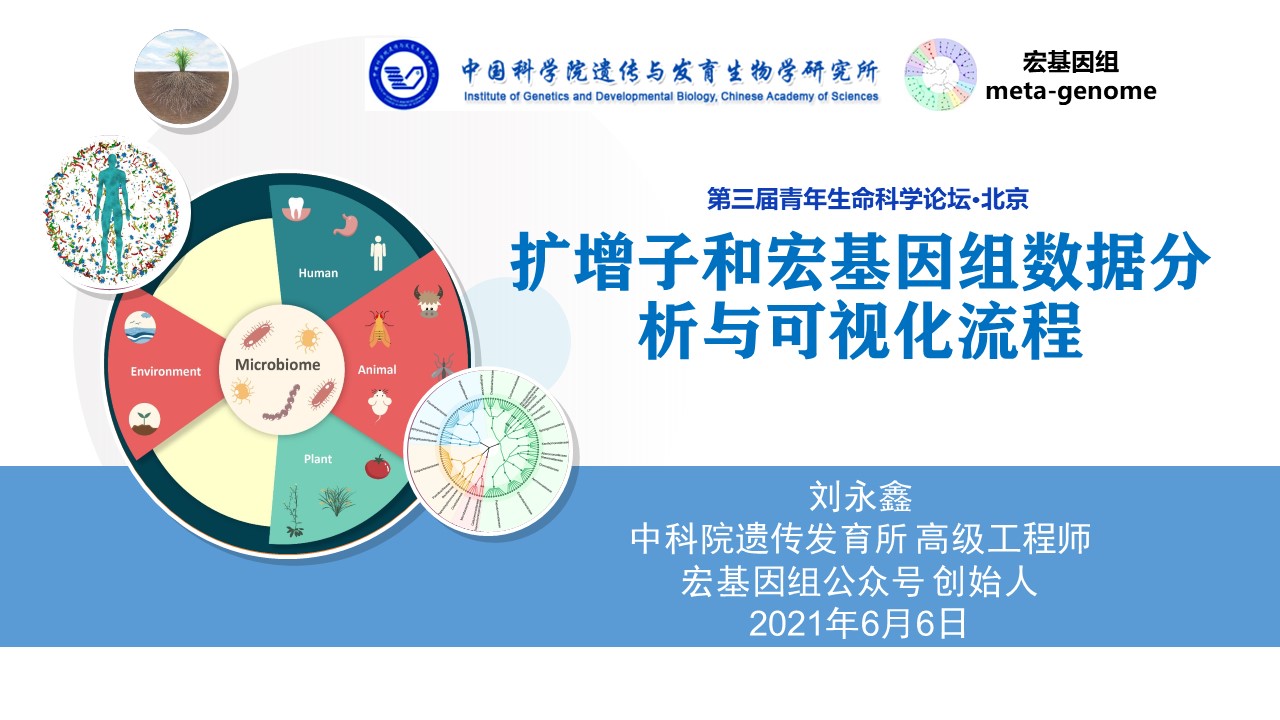 中国科学院遗传与发育生物学研究所
Institute of Genetics and Developmental Biology, Chinese Academy of Sciences
宏基因组
meta-genome
第三届青年生命科学论坛•北京
扩增子和宏基因组数据分
析与可视化流程
Human
Environment
Microbiome
Animal
Plant
刘永鑫
中科院遗传发育所 高级工程师
宏基因组公众号 创始人
2021年6月6日